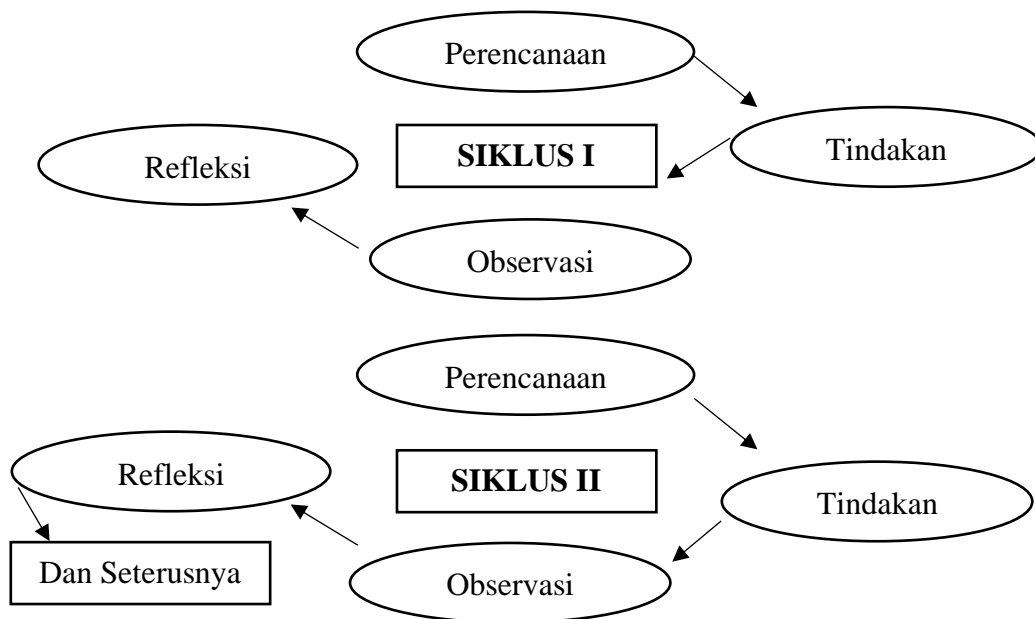 Perencanaan
Tindakan
SIKLUS I
Refleksi
Observasi
Perencanaan
Refleksi
SIKLUS II
Tindakan
Dan Seterusnya
Observasi